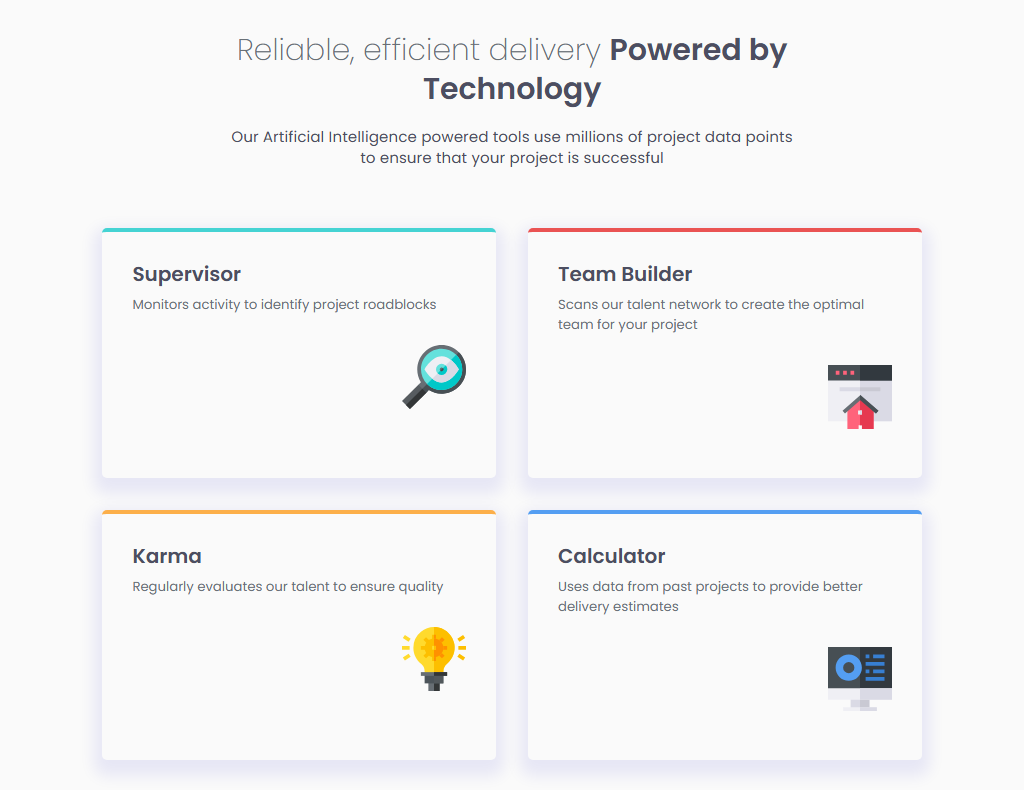 Reliable, efficient delivery Powered by
Technology
Our Artificial Intelligence powered tools use millions of project data points
to ensure that your project is successful
Supervisor
Monitors activity to identify project roadblocks
Team Builder
Scans our talent network to create the optimal
team for your project
Karma
Regularly evaluates our talent to ensure quality
Calculator
Uses data from past projects to provide better
delivery estimates